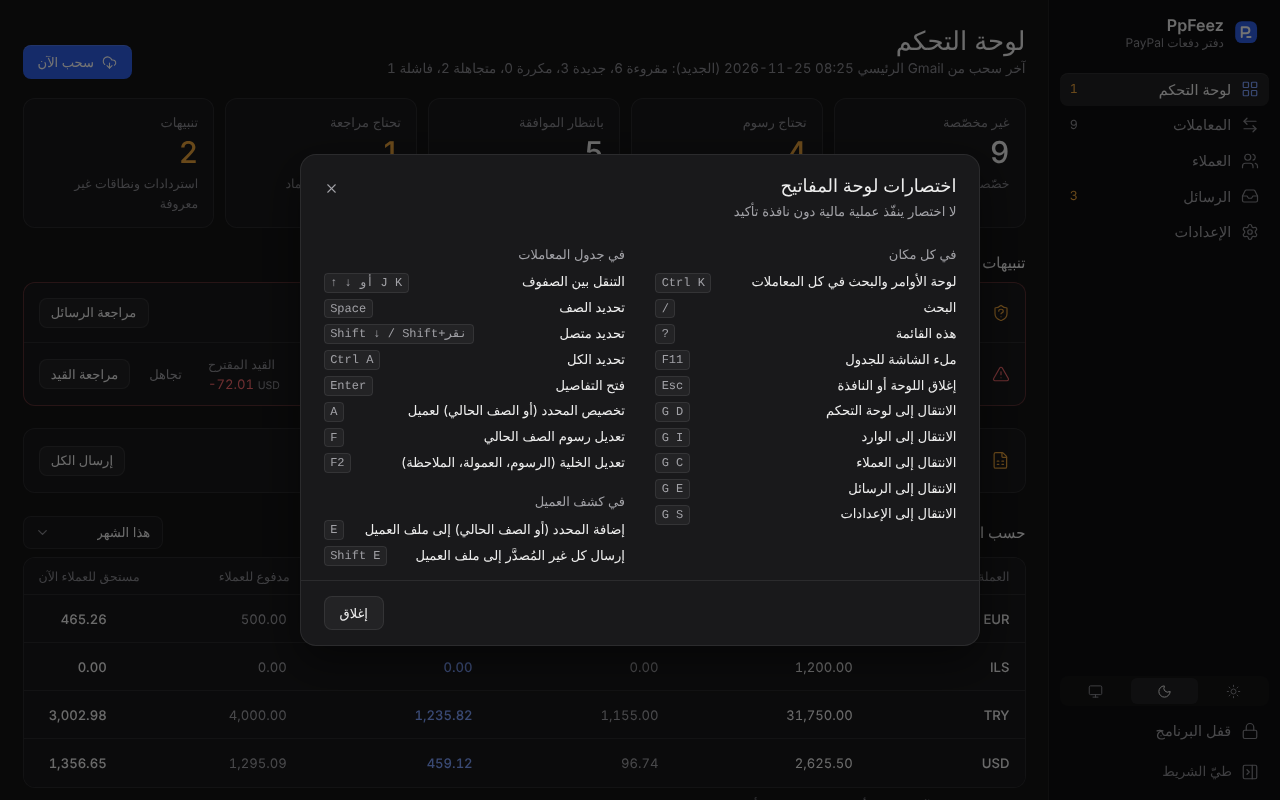 PpFeez
دفتر دفعات PayPal
لوحة التحكم
1
المعاملات
9
العملاء
الرسائل
3
الإعدادات
قفل البرنامج
طيّ الشريط
لوحة التحكم
آخر سحب من Gmail الرئيسي 08:25 25-11-2026 (الجديد): مقروءة 6، جديدة 3، مكررة 0، متجاهلة 2، فاشلة 1
سحب الآن
غير مخصّصة
9
تحتاج رسوم
4
بانتظار الموافقة
5
تحتاج مراجعة
1
تنبيهات
2
استردادات ونطاقات غير معروفة
تنبيهات
مراجعة الرسائل
القيد المقترح
-72.01 USD
تجاهل
مراجعة القيد
إرسال الكل
حسب
هذا الشهر
العملة
مدفوع للعملاء
مستحق للعملاء الآن
EUR
500.00
465.26
ILS
1,200.00
0.00
0.00
0.00
0.00
TRY
31,750.00
1,155.00
1,235.82
4,000.00
3,002.98
USD
2,625.50
96.74
459.12
1,295.09
1,356.65
اختصارات لوحة المفاتيح
لا اختصار ينفّذ عملية مالية دون نافذة تأكيد
في كل مكان
لوحة الأوامر والبحث في كل المعاملات Ctrl K
البحث /
هذه القائمة ?
ملء الشاشة للجدول F11
إغلاق اللوحة أو النافذة Esc
الانتقال إلى لوحة التحكم G D
الانتقال إلى الوارد G I
الانتقال إلى العملاء G C
الانتقال إلى الرسائل G E
الانتقال إلى الإعدادات G S
في جدول المعاملات
التنقل بين الصفوف J K أو ↓ ↑
تحديد الصف Space
تحديد متصل Shift ↓ / Shift+نقر
تحديد الكل Ctrl A
فتح التفاصيل Enter
تخصيص المحدد (أو الصف الحالي) لعميل A
تعديل رسوم الصف الحالي F
تعديل الخلية (الرسوم، العمولة، الملاحظة) F2
في كشف العميل
إضافة المحدد (أو الصف الحالي) إلى ملف العميل E
إرسال كل غير المُصدَّر إلى ملف العميل Shift E
إغلاق